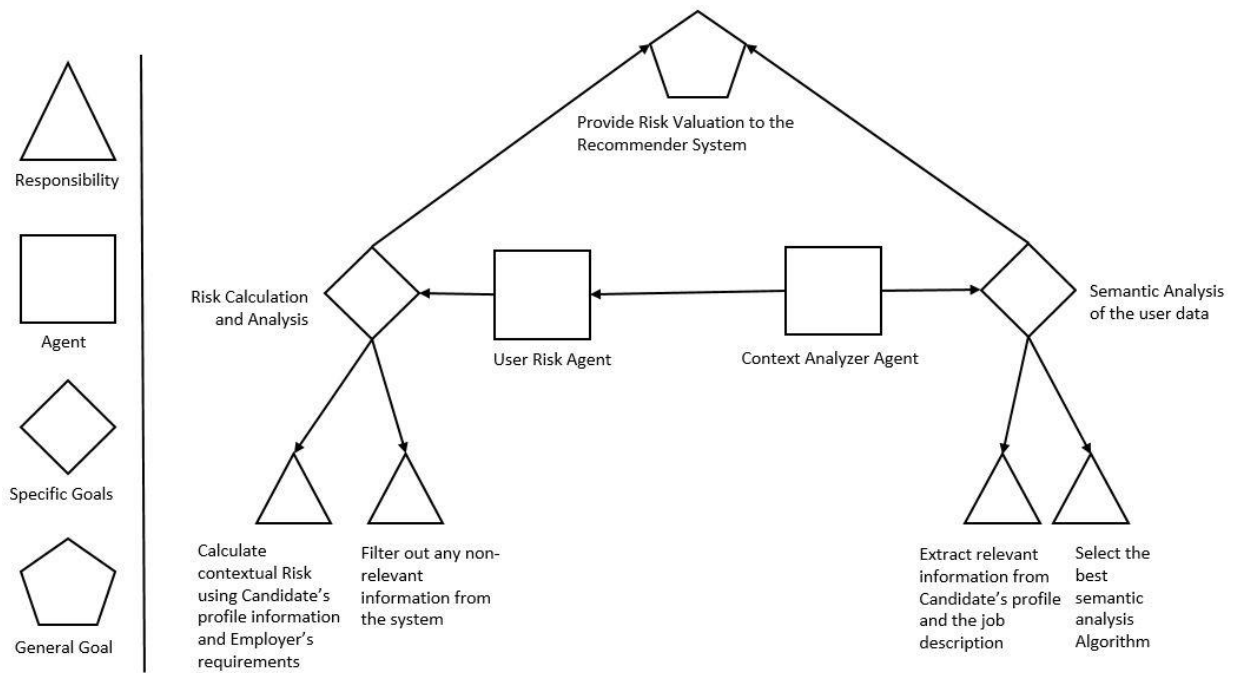 Responsibility
Agent
Specific Goals
General Goal
Provide Risk Valuation to the
Recommender System
Risk Calculation
and Analysis
User Risk Agent
Context Analyzer Agent
Semantic Analysis
of the user data
Calculate
contextual Risk
using Candidate’s
profile information
and Employer’s
requirements
Filter out any non-
relevant
information from
the system
Extract relevant
information from
Candidate’s profile
and the job
description
Select the
best
semantic
analysis
Algorithm